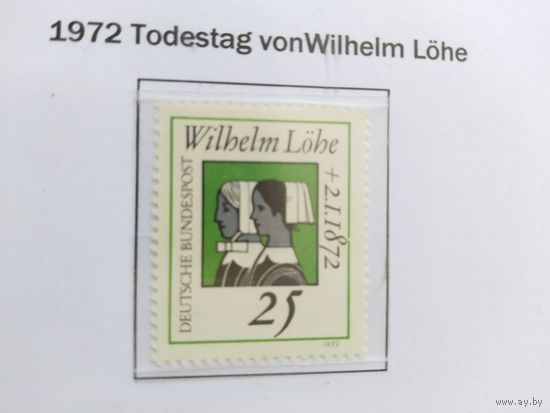 1972 Todestag vonWilhelm Löhe
Wilhelm Löhe
DEUTSCHE BUNDESPOST
+2.1.1872
25
1972
www.ay.by